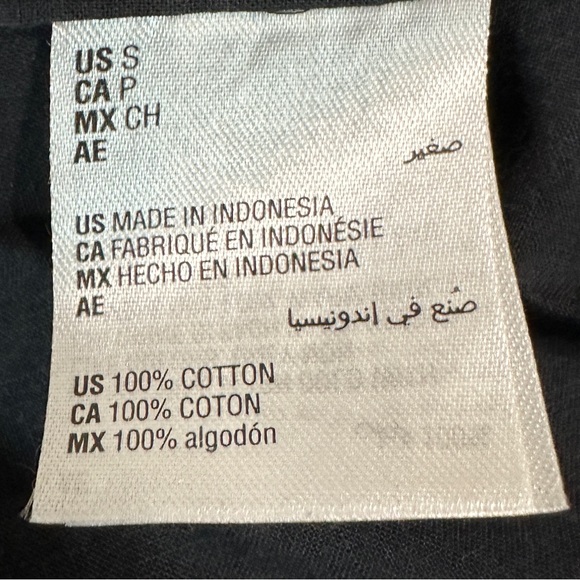 US S
CA P
MX CH
AE صغير
US MADE IN INDONESIA
CA FABRIQUÉ EN INDONÉSIE
MX HECHO EN INDONESIA
AE صُنع في اندونيسيا
US 100% COTTON
CA 100% COTON
MX 100% algodón